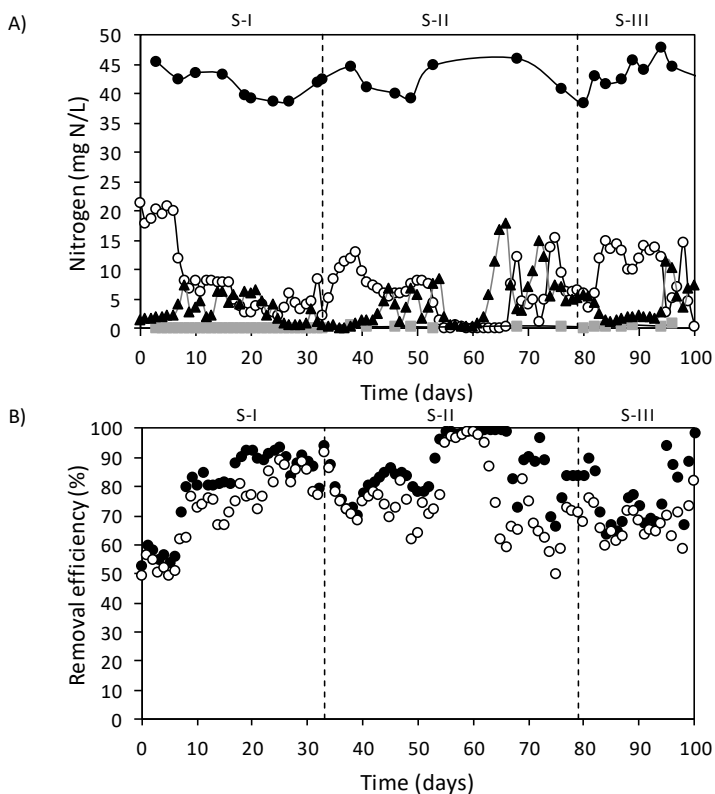 A)
S-I S-II S-III
50
45
40
35
30
25
20
15
10
5
0
Nitrogen (mg N/L)
0 10 20 30 40 50 60 70 80 90 100
Time (days)
B)
S-I S-II S-III
100
90
80
70
60
50
40
30
20
10
0
Removal efficiency (%)
0 10 20 30 40 50 60 70 80 90 100
Time (days)